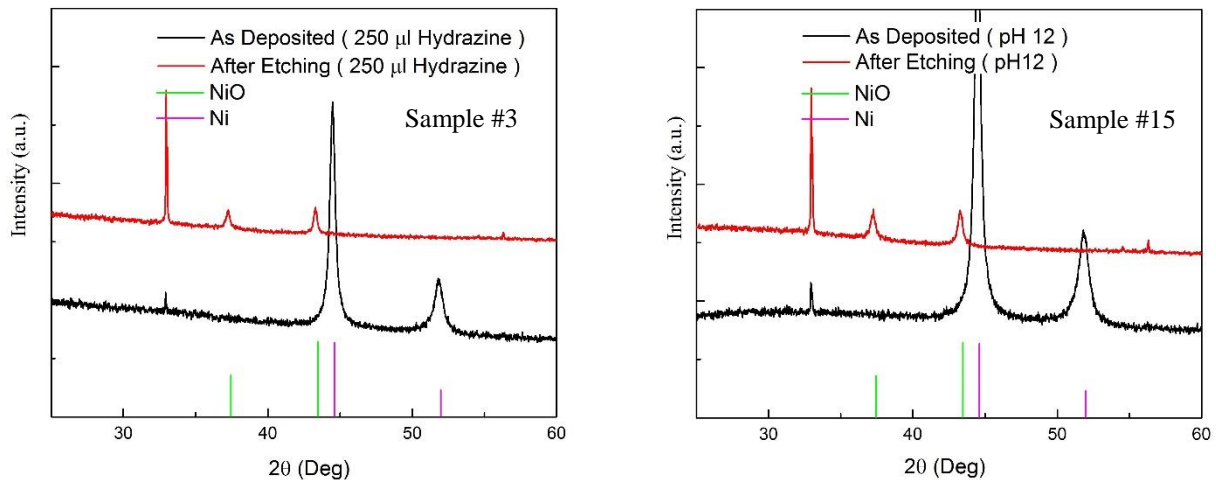 As Deposited ( 250 μl Hydrazine )
After Etching ( 250 μl Hydrazine )
NiO
Ni
Sample #3
Intensity (a.u.)
30
40
50
60
2θ (Deg)
As Deposited ( pH 12 )
After Etching ( pH12 )
NiO
Ni
Sample #15
Intensity (a.u.)
30
40
50
60
2θ (Deg)